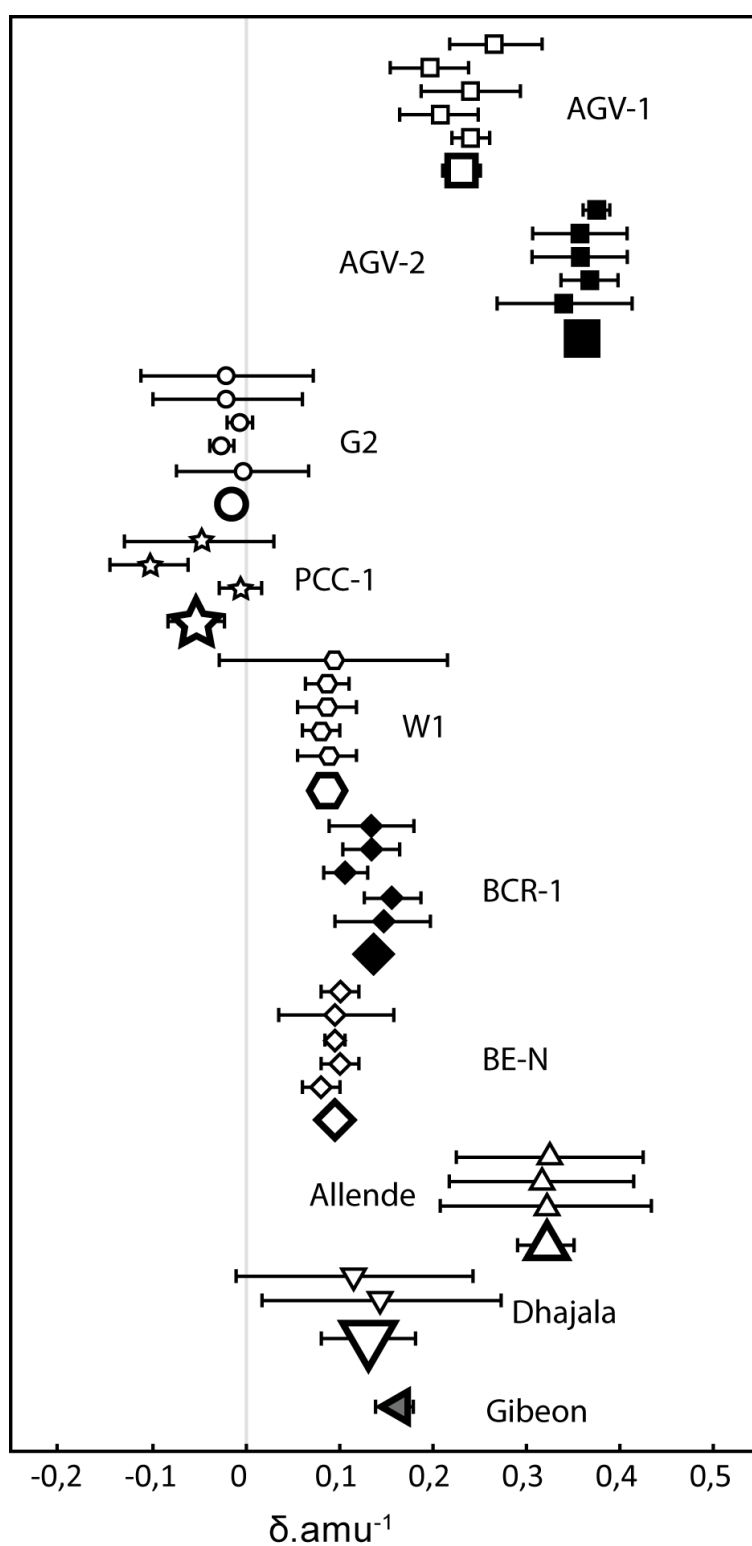 AGV-1
AGV-2
G2
PCC-1
W1
BCR-1
BE-N
Allende
Dhajala
Gibeon
-0,2 -0,1 0 0,1 0,2 0,3 0,4 0,5
δ.amu⁻¹